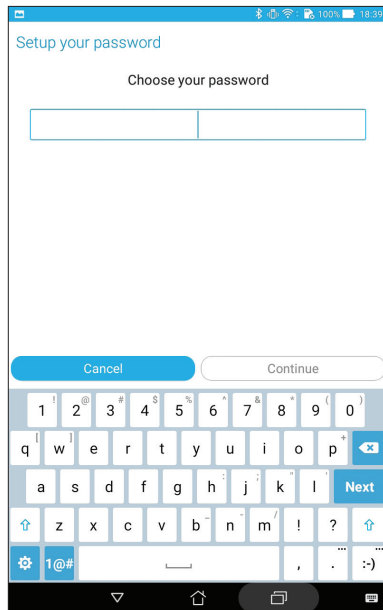 100% 18:39
Setup your password
Choose your password
Cancel Continue
! @ # $ % ^ & * ( )
1 2 3 4 5 6 7 8 9 0
[ ] +
q w e r t y u i o p
: ; " '
a s d f g h j k l Next
_ - /
z x c v b n m ! ?
1@# , . ... :-) ...